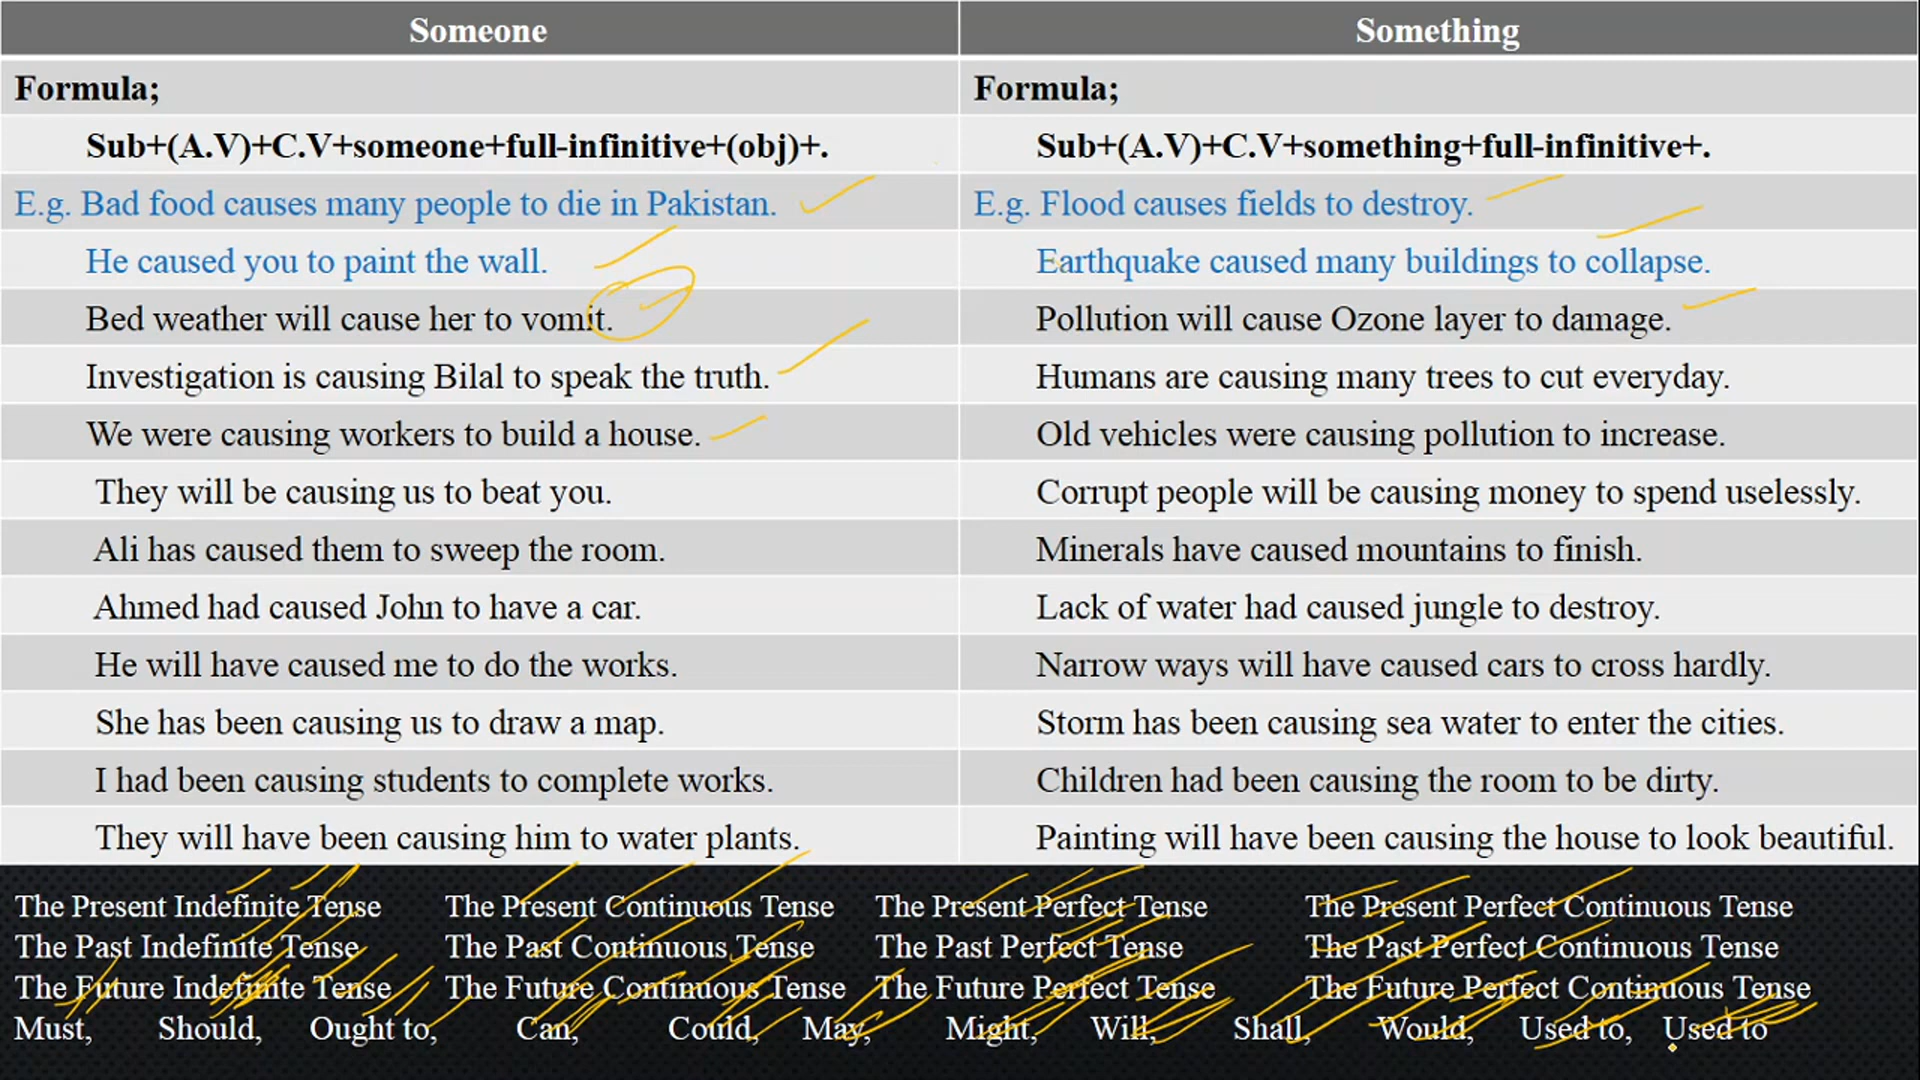 Someone
Something
Formula;
Formula;
Sub+(A.V)+C.V+someone+full-infinitive+(obj)+.
Sub+(A.V)+C.V+something+full-infinitive+.
E.g. Bad food causes many people to die in Pakistan.
E.g. Flood causes fields to destroy.
He caused you to paint the wall.
Earthquake caused many buildings to collapse.
Bed weather will cause her to vomit.
Pollution will cause Ozone layer to damage.
Investigation is causing Bilal to speak the truth.
Humans are causing many trees to cut everyday.
We were causing workers to build a house.
Old vehicles were causing pollution to increase.
They will be causing us to beat you.
Corrupt people will be causing money to spend uselessly.
Ali has caused them to sweep the room.
Minerals have caused mountains to finish.
Ahmed had caused John to have a car.
Lack of water had caused jungle to destroy.
He will have caused me to do the works.
Narrow ways will have caused cars to cross hardly.
She has been causing us to draw a map.
Storm has been causing sea water to enter the cities.
I had been causing students to complete works.
Children had been causing the room to be dirty.
They will have been causing him to water plants.
Painting will have been causing the house to look beautiful.
The Present Indefinite Tense The Present Continuous Tense The Present Perfect Tense The Present Perfect Continuous Tense
The Past Indefinite Tense The Past Continuous Tense The Past Perfect Tense The Past Perfect Continuous Tense
The Future Indefinite Tense The Future Continuous Tense The Future Perfect Tense The Future Perfect Continuous Tense
Must, Should, Ought to, Can, Could, May, Might, Will, Shall, Would, Used to, Used to